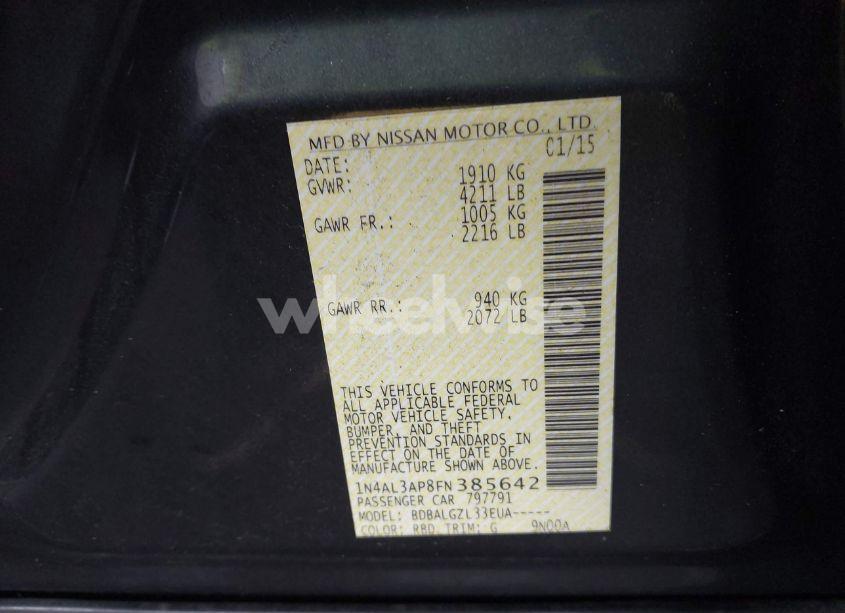 MFD BY NISSAN MOTOR CO., LTD.
DATE: 01/15
GVWR: 1910 KG
4211 LB
GAWR FR.: 1005 KG
2216 LB
GAWR RR.: 940 KG
2072 LB
wheelwise
THIS VEHICLE CONFORMS TO
ALL APPLICABLE FEDERAL
MOTOR VEHICLE SAFETY,
BUMPER, AND THEFT
PREVENTION STANDARDS IN
EFFECT ON THE DATE OF
MANUFACTURE SHOWN ABOVE.
1N4AL3AP8FN385642
PASSENGER CAR 797791
MODEL: BDBALGZL33EUA-----
COLOR: RBD TRIM: G 9N00A